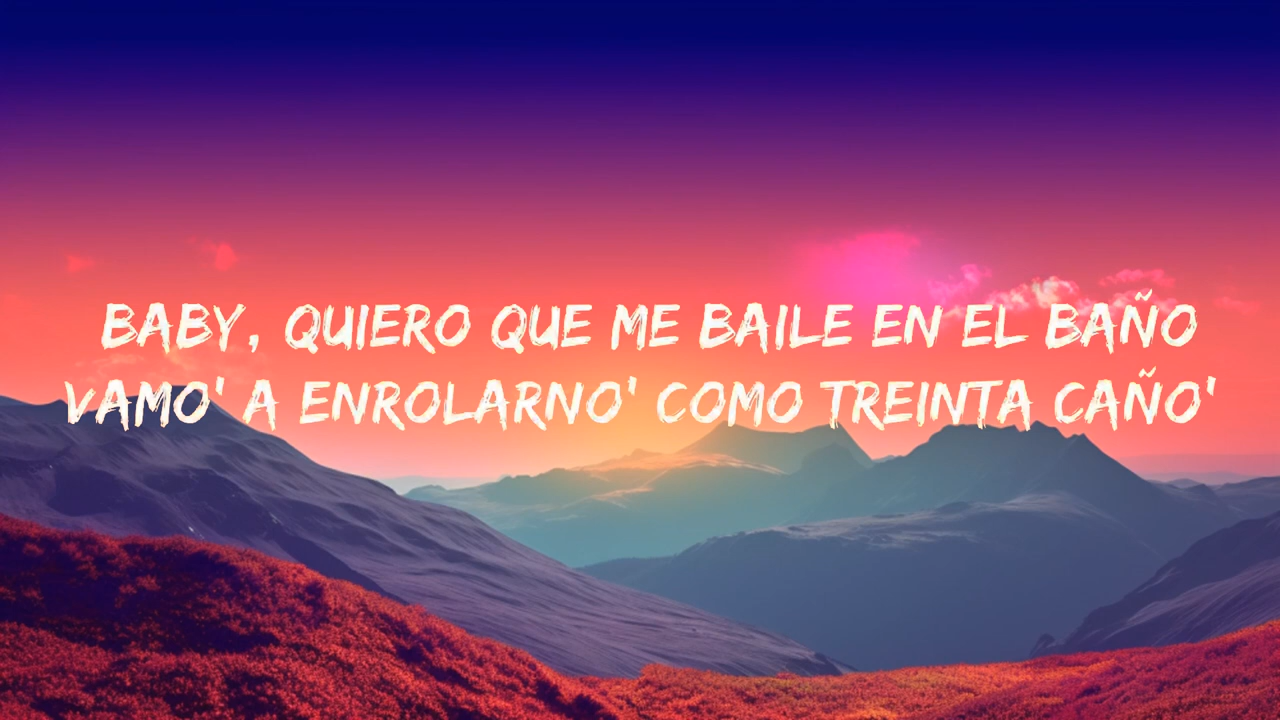 BABY, QUIERO QUE ME BAILE EN EL BAÑO
VAMO' A ENROLARNO' COMO TREINTA CAÑO'